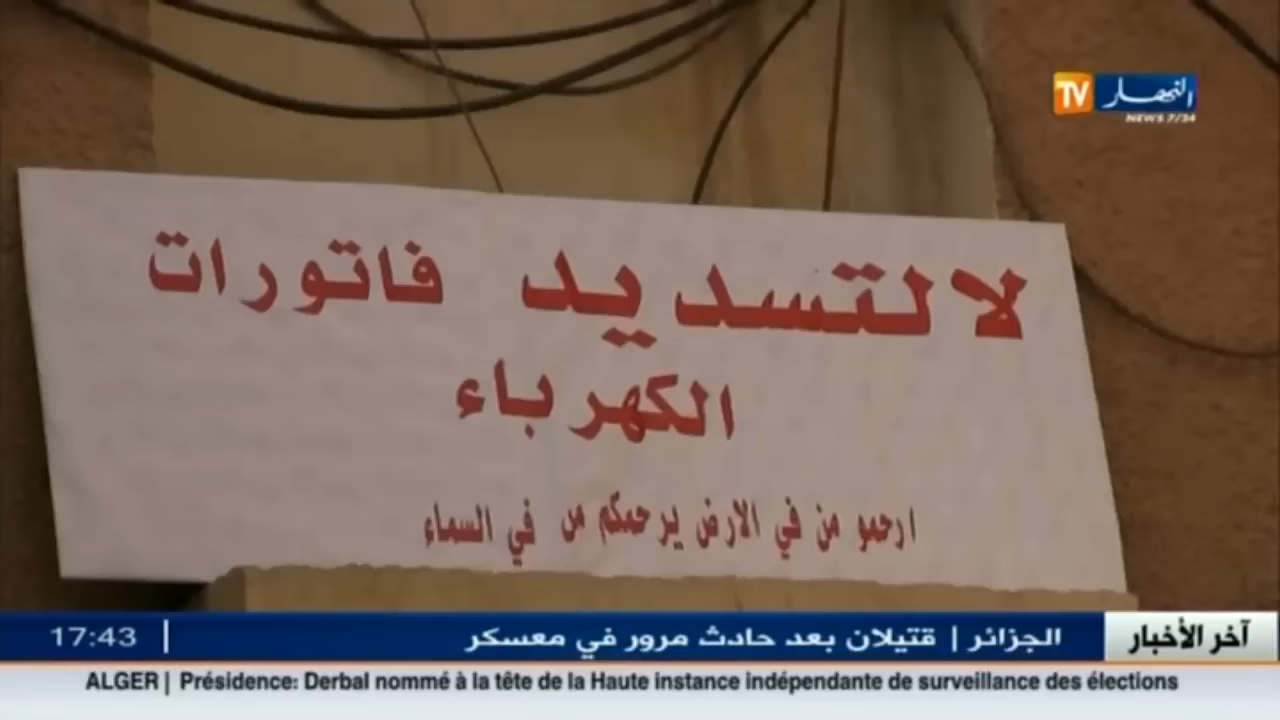 TV النهار
NEWS 7/24
لا لتسديد فاتورات
الكهرباء
ارحمو من في الارض يرحمكم من في السماء
آخر الأخبار
الجزائر | قتيلان بعد حادث مرور في معسكر
17:43
ALGER | Présidence: Derbal nommé à la tête de la Haute instance indépendante de surveillance des élections